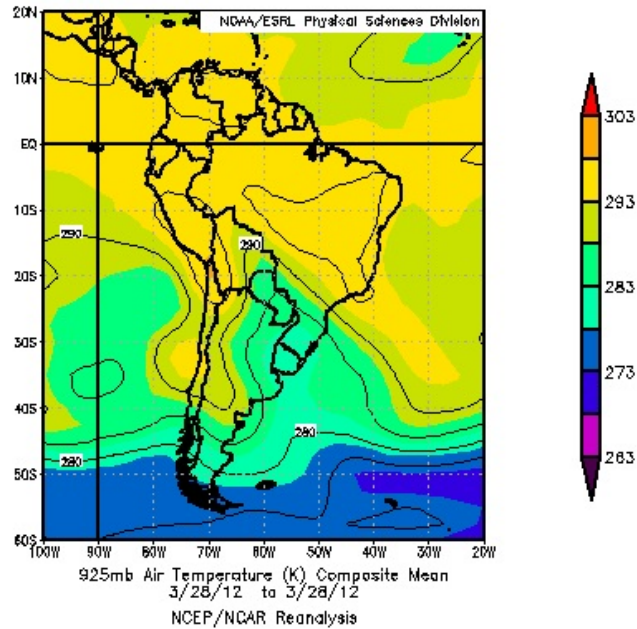 NOAA/ESRL Physical Sciences Division
20N
10N
EQ
10S
20S
30S
40S
50S
60S
290
290
280
280
100W
90W
80W
70W
60W
50W
40W
30W
20W
303
293
283
273
263
925mb Air Temperature (K) Composite Mean
3/28/12 to 3/28/12
NCEP/NCAR Reanalysis